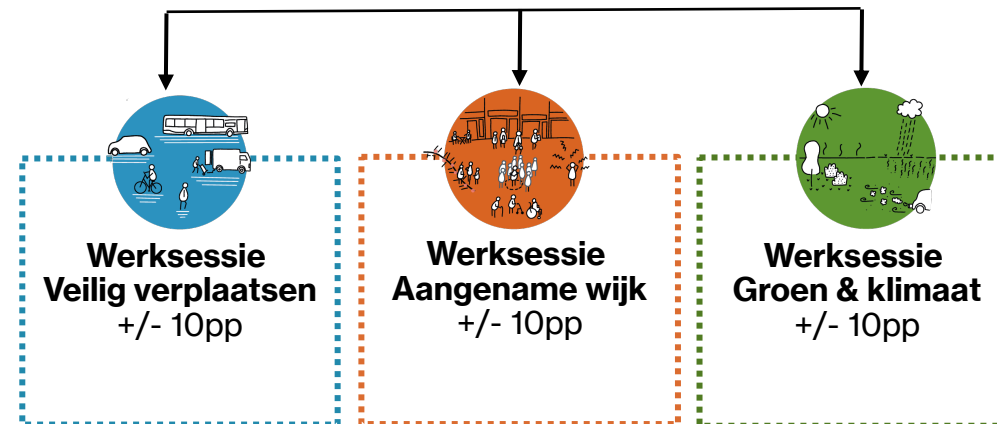 Werksessie
Veilig verplaatsen
+/- 10pp
Werksessie
Aangename wijk
+/- 10pp
Werksessie
Groen & klimaat
+/- 10pp